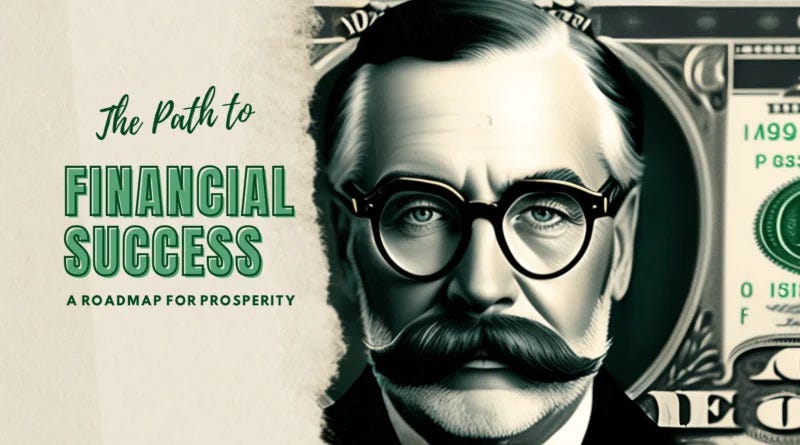 The Path to
FINANCIAL
SUCCESS
A ROADMAP FOR PROSPERITY